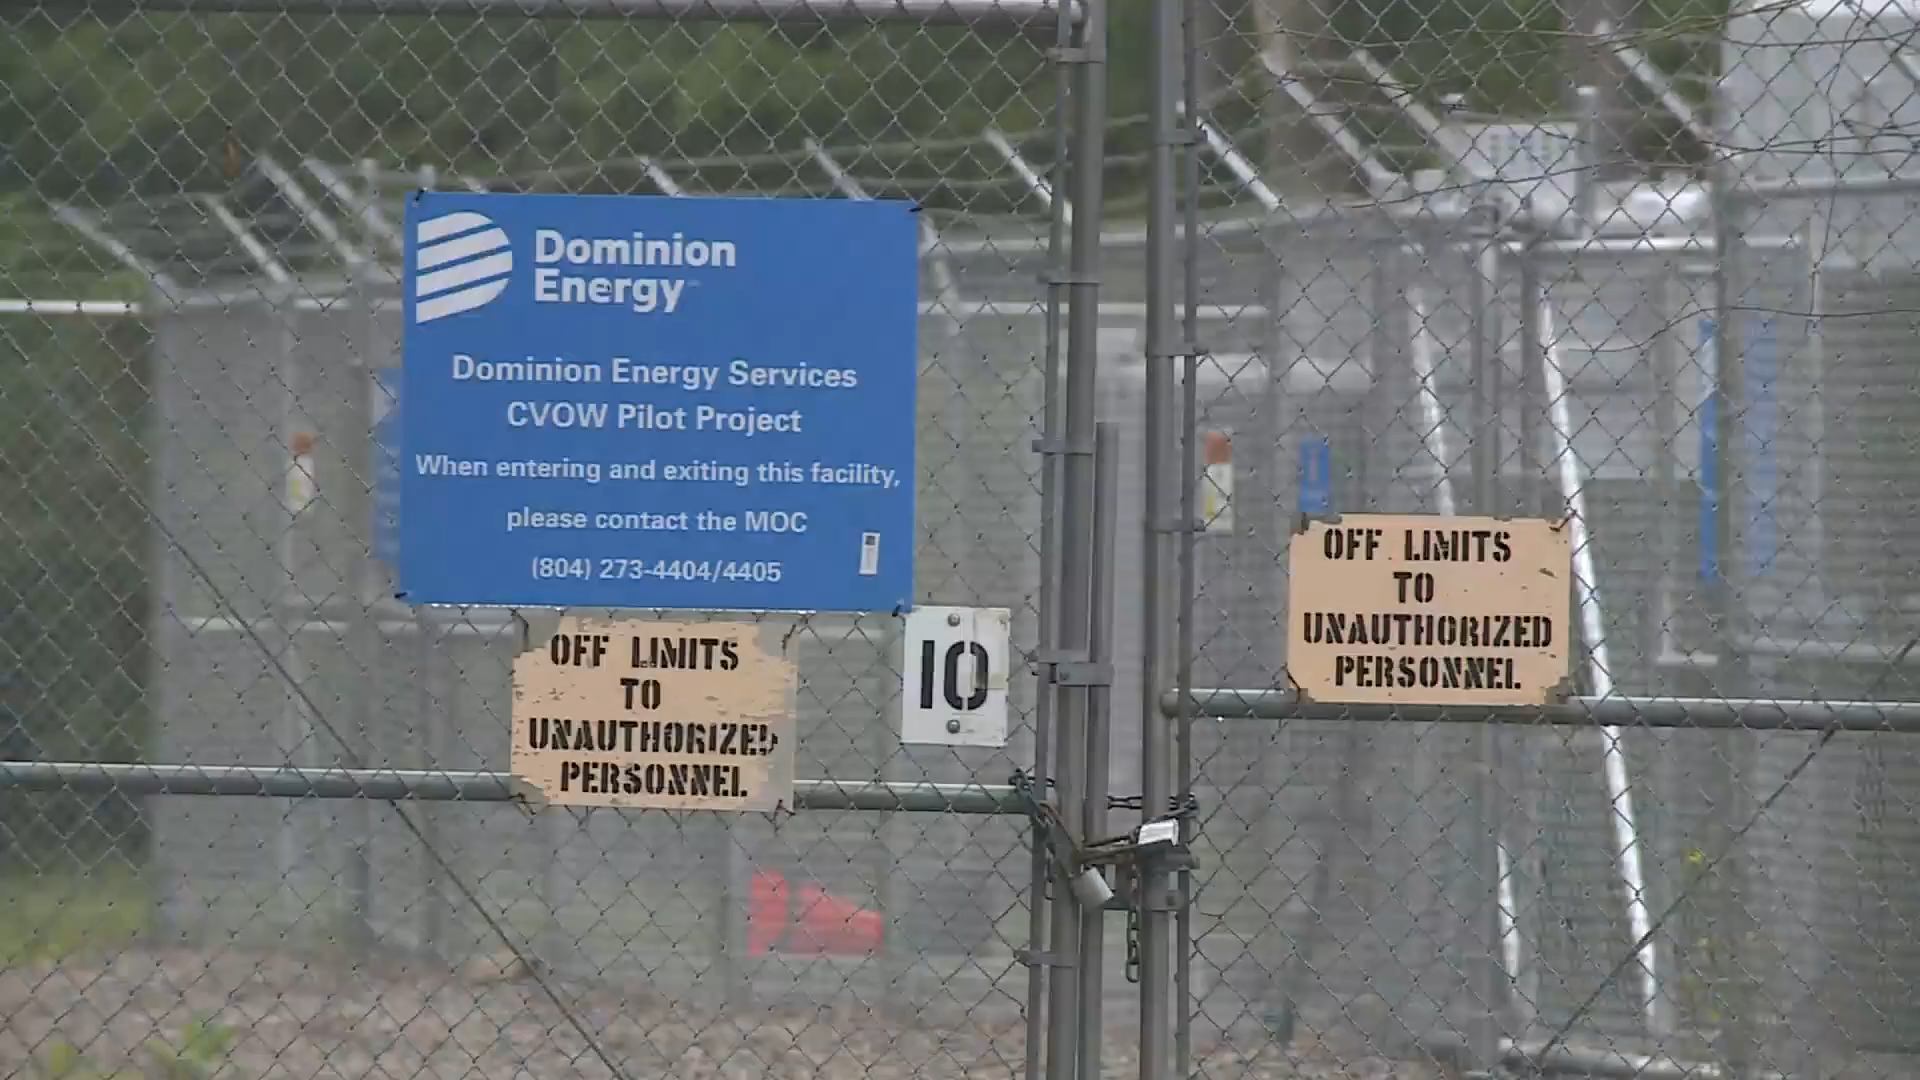 Dominion
Energy
Dominion Energy Services
CVOW Pilot Project
When entering and exiting this facility,
please contact the MOC
(804) 273-4404/4405
OFF LIMITS
TO
UNAUTHORIZED
PERSONNEL
10
OFF LIMITS
TO
UNAUTHORIZED
PERSONNEL